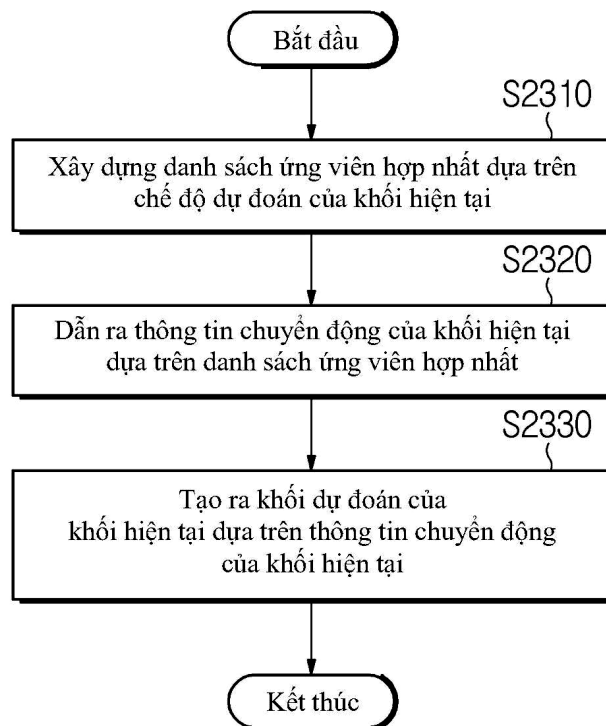 Bắt đầu
S2310
Xây dựng danh sách ứng viên hợp nhất dựa trên
chế độ dự đoán của khối hiện tại
S2320
Dẫn ra thông tin chuyển động của khối hiện tại
dựa trên danh sách ứng viên hợp nhất
S2330
Tạo ra khối dự đoán của
khối hiện tại dựa trên thông tin chuyển động
của khối hiện tại
Kết thúc